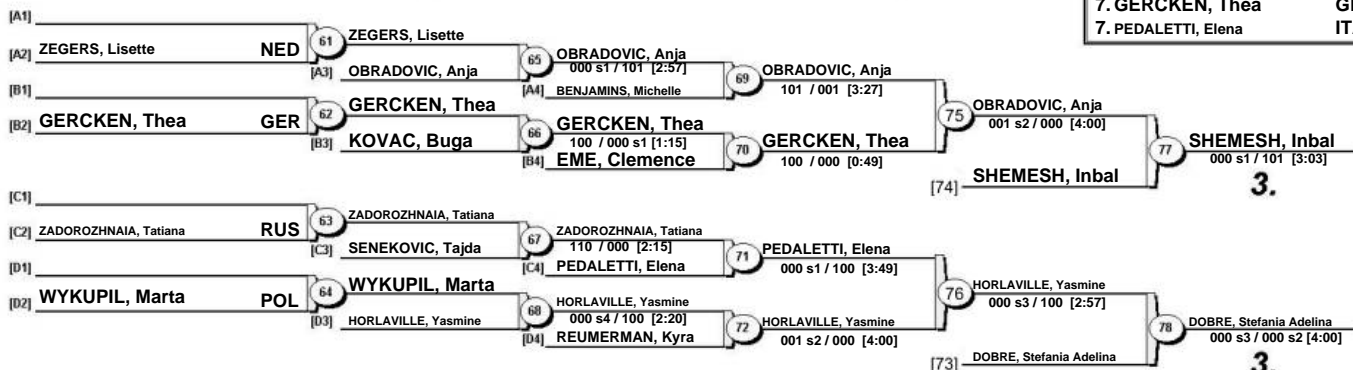 7. GERCKEN, Thea
7. PEDALETTI, Elena
[A1]
[A2] ZEGERS, Lisette NED
61 ZEGERS, Lisette
[A3] OBRADOVIC, Anja
65 OBRADOVIC, Anja
000 s1 / 101 [2:57]
[A4] BENJAMINS, Michelle
69 OBRADOVIC, Anja
101 / 001 [3:27]
[B1]
[B2] GERCKEN, Thea GER
62 GERCKEN, Thea
[B3] KOVAC, Buga
66 GERCKEN, Thea
100 / 000 s1 [1:15]
[B4] EME, Clemence
70 GERCKEN, Thea
100 / 000 [0:49]
75 OBRADOVIC, Anja
001 s2 / 000 [4:00]
[74] SHEMESH, Inbal
77 SHEMESH, Inbal
000 s1 / 101 [3:03]
3.
[C1]
[C2] ZADOROZHNAIA, Tatiana RUS
63 ZADOROZHNAIA, Tatiana
[C3] SENEKOVIC, Tajda
67 ZADOROZHNAIA, Tatiana
110 / 000 [2:15]
[C4] PEDALETTI, Elena
71 PEDALETTI, Elena
000 s1 / 100 [3:49]
[D1]
[D2] WYKUPIL, Marta POL
64 WYKUPIL, Marta
[D3] HORLAVILLE, Yasmine
68 HORLAVILLE, Yasmine
000 s4 / 100 [2:20]
[D4] REUMERMAN, Kyra
72 HORLAVILLE, Yasmine
001 s2 / 000 [4:00]
76 HORLAVILLE, Yasmine
000 s3 / 100 [2:57]
[73] DOBRE, Stefania Adelina
78 DOBRE, Stefania Adelina
000 s3 / 000 s2 [4:00]
3.